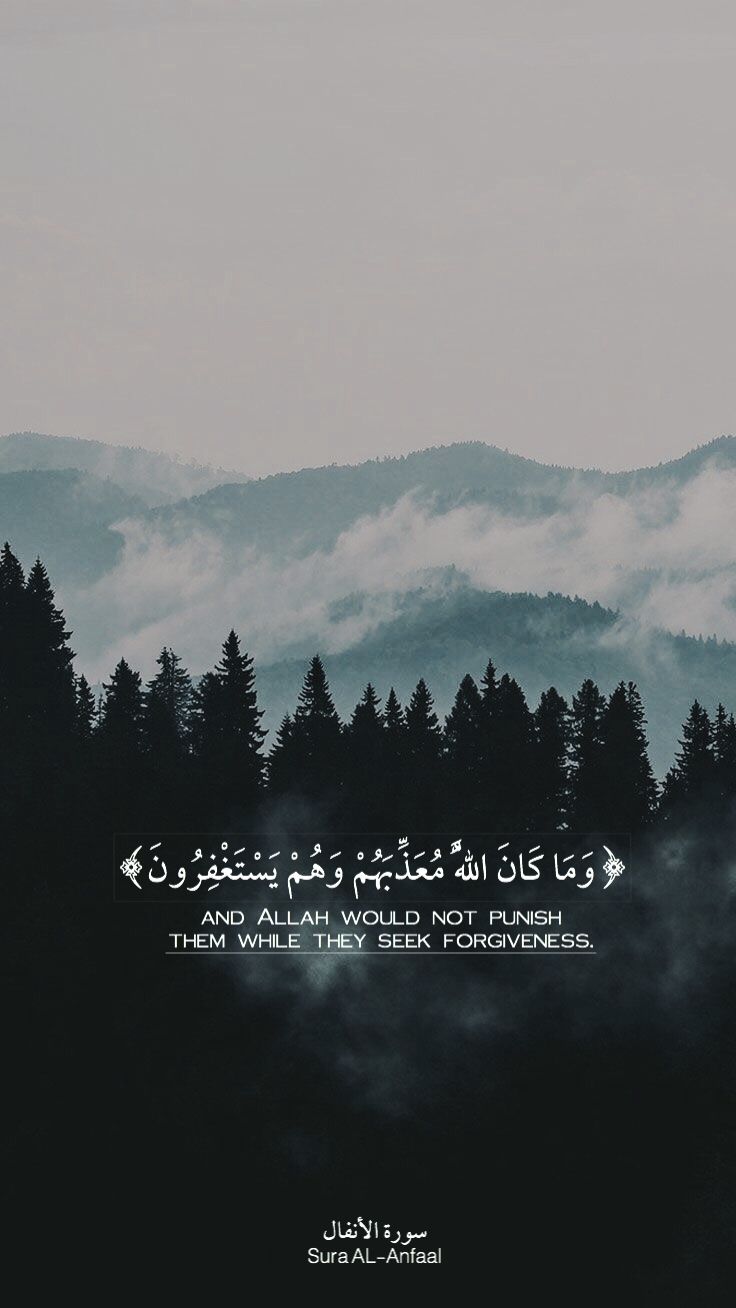 ﴿وَمَا كَانَ اللَّهُ مُعَذِّبَهُمْ وَهُمْ يَسْتَغْفِرُونَ﴾
AND ALLAH WOULD NOT PUNISH
THEM WHILE THEY SEEK FORGIVENESS.
سورة الأنفال
Sura AL-Anfaal